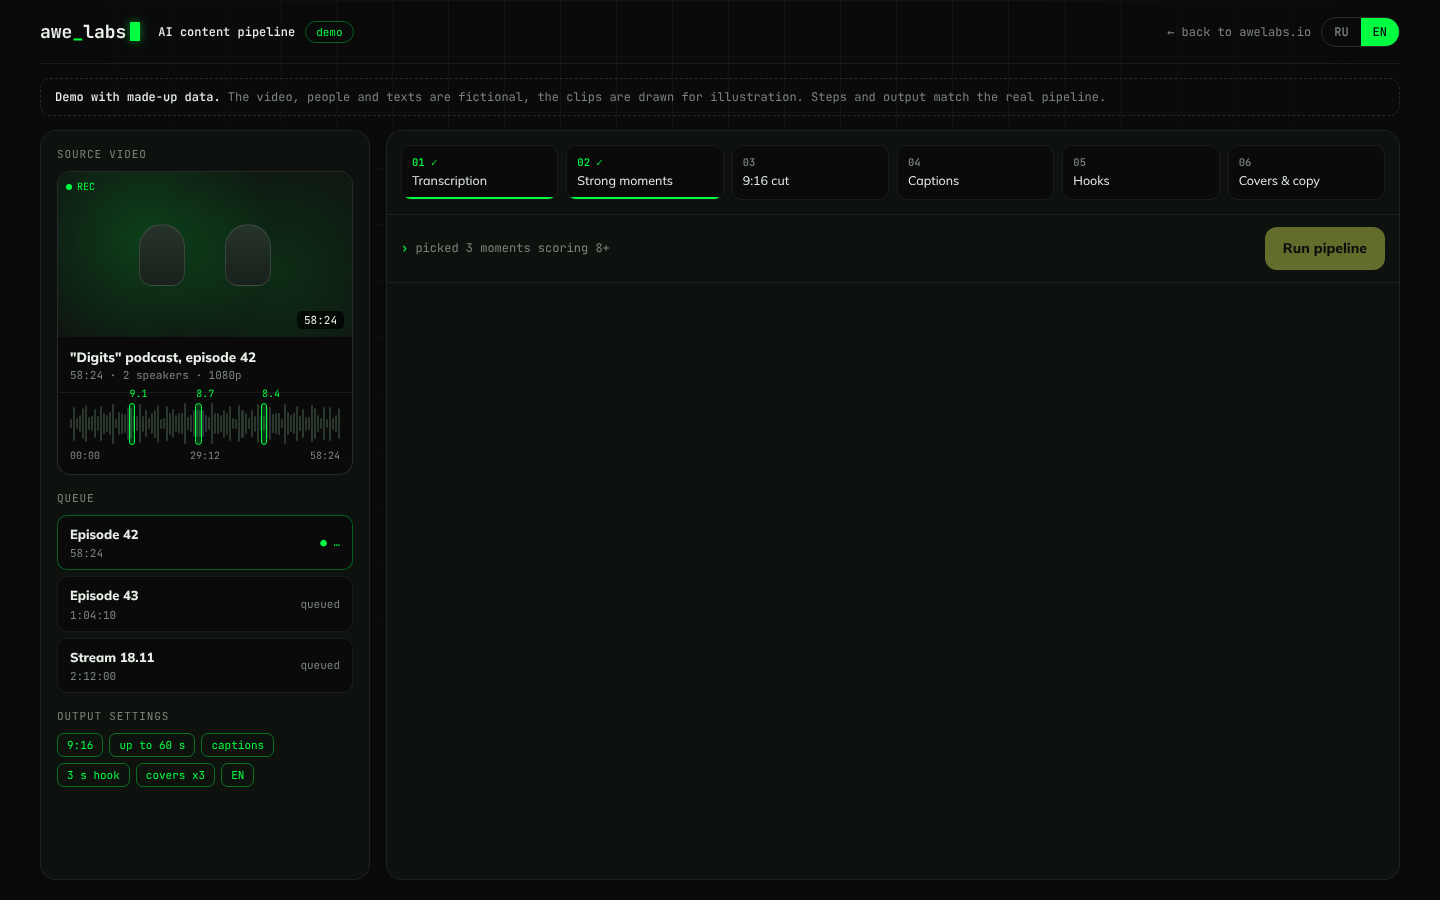 awe_labs AI content pipeline demo
← back to awelabs.io RU EN
Demo with made-up data. The video, people and texts are fictional, the clips are drawn for illustration. Steps and output match the real pipeline.
SOURCE VIDEO
REC
58:24
"Digits" podcast, episode 42
58:24 · 2 speakers · 1080p
9.1 8.7 8.4
00:00 29:12 58:24
QUEUE
Episode 42
58:24
…
Episode 43
1:04:10
queued
Stream 18.11
2:12:00
queued
OUTPUT SETTINGS
9:16 up to 60 s captions
3 s hook covers x3 EN
01 ✓
Transcription
02 ✓
Strong moments
03
9:16 cut
04
Captions
05
Hooks
06
Covers & copy
› picked 3 moments scoring 8+
Run pipeline